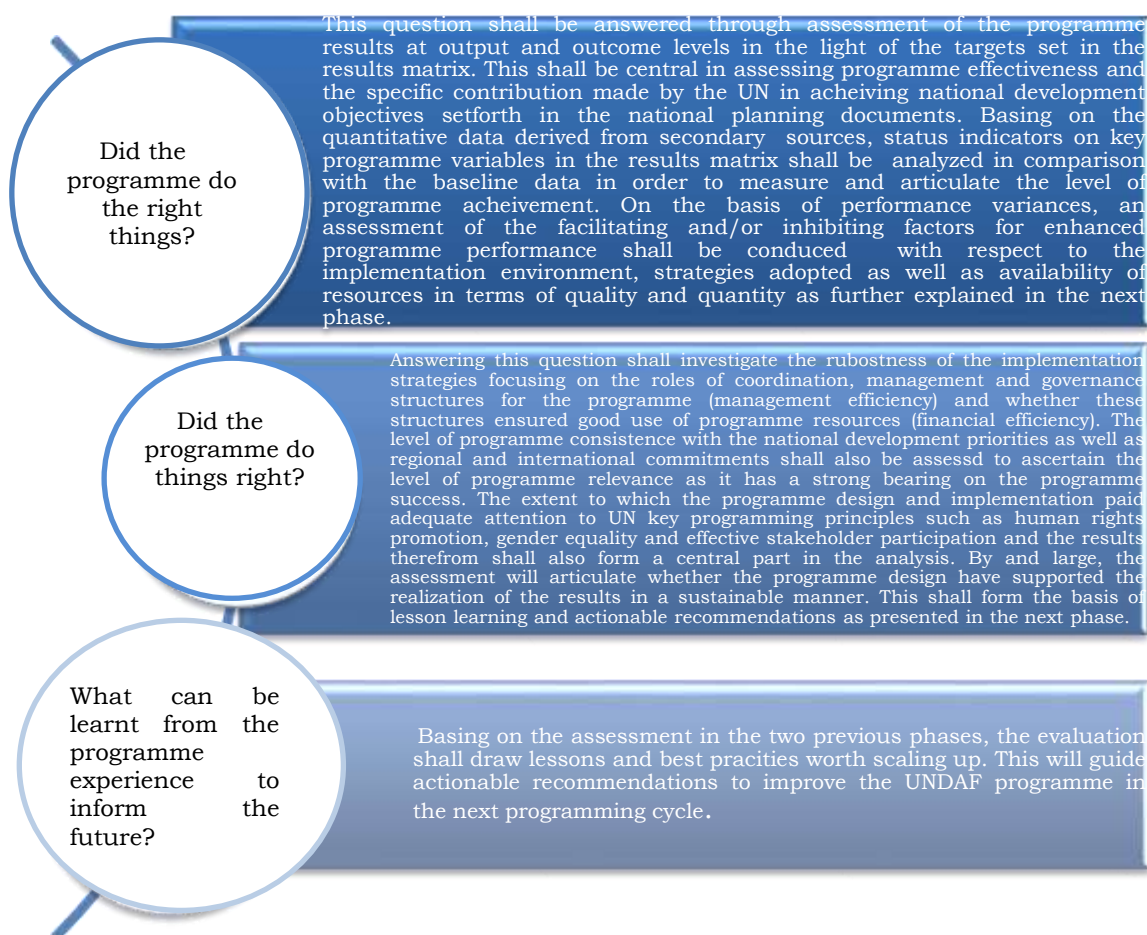 Did the
programme do
the right
things?
This question shall be answered through assessment of the programme
results at output and outcome levels in the light of the targets set in the
results matrix. This shall be central in assessing programme effectiveness and
the specific contribution made by the UN in acheiving national development
objectives setforth in the national planning documents. Basing on the
quantitative data derived from secondary sources, status indicators on key
programme variables in the results matrix shall be analyzed in comparison
with the baseline data in order to measure and articulate the level of
programme acheivement. On the basis of performance variances, an
assessment of the facilitating and/or inhibiting factors for enhanced
programme performance shall be conducted with respect to the
implementation environment, strategies adopted as well as availability of
resources in terms of quality and quantity as further explained in the next
phase.
Did the
programme do
things right?
Answering this question shall investigate the rubostness of the implementation
strategies focusing on the roles of coordination, management and governance
structures for the programme (management efficiency) and whether these
structures ensured good use of programme resources (financial efficiency). The
level of programme consistence with the national development priorities as well as
regional and international commitments shall also be assessd to ascertain the
level of programme relevance as it has a strong bearing on the programme
success. The extent to which the programme design and implementation paid
adequate attention to UN key programming principles such as human rights
promotion, gender equality and effective stakeholder participation and the results
therefrom shall also form a central part in the analysis. By and large, the
assessment will articulate whether the programme design have supported the
realization of the results in a sustainable manner. This shall form the basis of
lesson learning and actionable recommendations as presented in the next phase.
What can be
learnt from the
programme
experience to
inform the
future?
Basing on the assessment in the two previous phases, the evaluation
shall draw lessons and best pracities worth scaling up. This will guide
actionable recommendations to improve the UNDAF programme in
the next programming cycle.